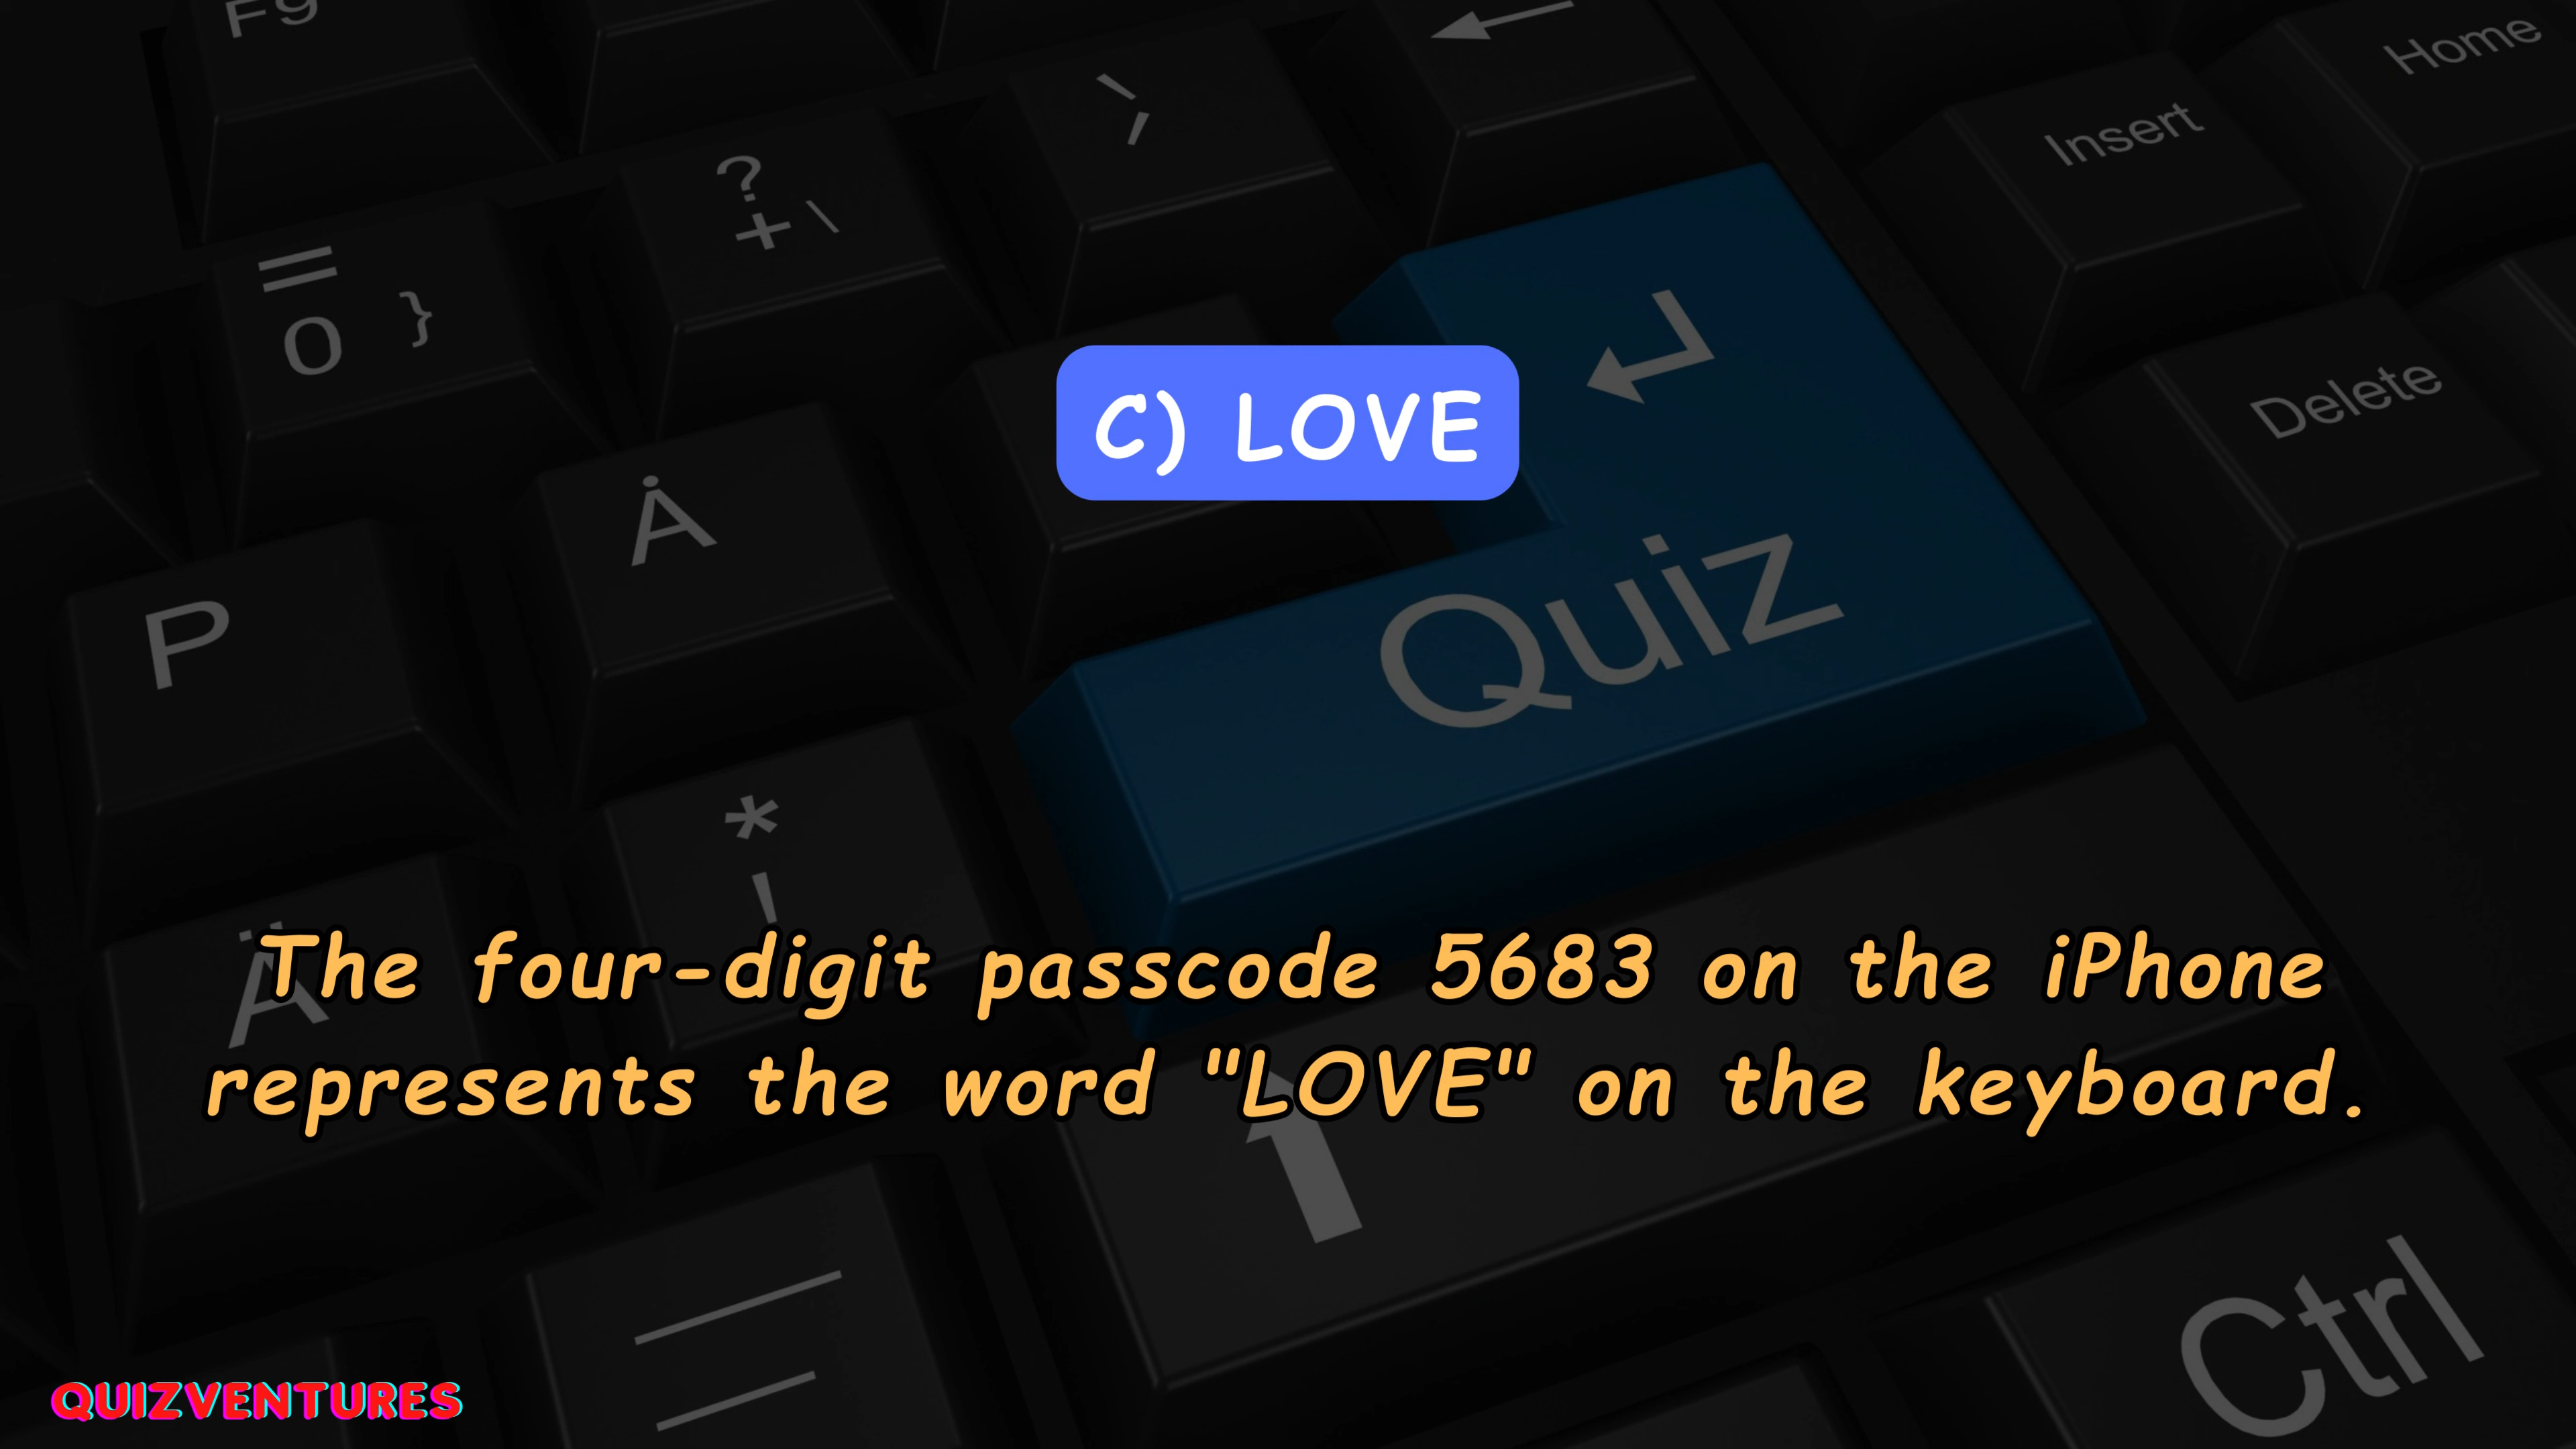 F9
Home
Insert
Delete
?
+ \
=
0 }
C) LOVE
Å
P
Quiz
*
!
Ä
The four-digit passcode 5683 on the iPhone
represents the word "LOVE" on the keyboard.
Ctrl
QUIZVENTURES